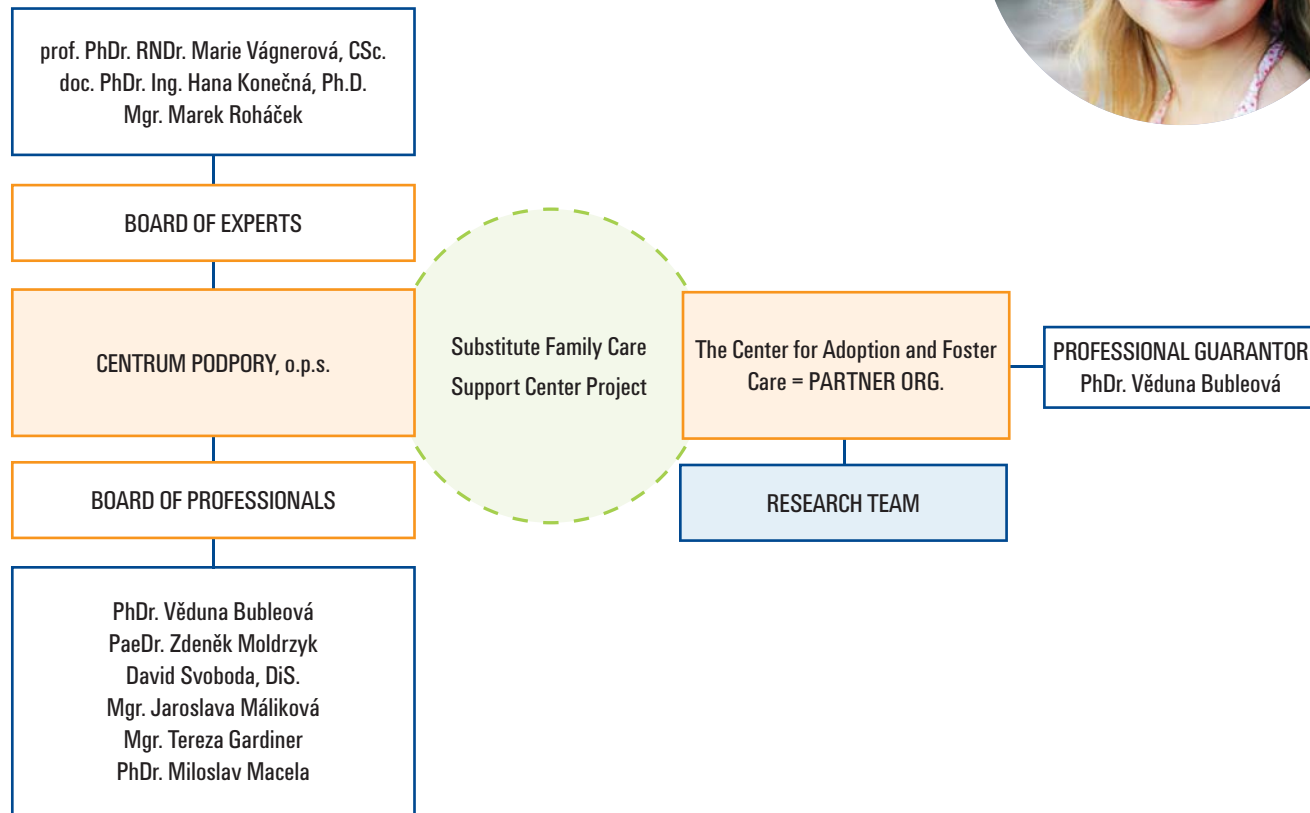 prof. PhDr. RNDr. Marie Vágnerová, CSc.
doc. PhDr. Ing. Hana Konečná, Ph.D.
Mgr. Marek Roháček
BOARD OF EXPERTS
CENTRUM PODPORY, o.p.s.
Substitute Family Care
Support Center Project
The Center for Adoption and Foster
Care = PARTNER ORG.
PROFESSIONAL GUARANTOR
PhDr. Věduna Bubleová
BOARD OF PROFESSIONALS
RESEARCH TEAM
PhDr. Věduna Bubleová
PaeDr. Zdeněk Moldrzyk
David Svoboda, DiS.
Mgr. Jaroslava Máliková
Mgr. Tereza Gardiner
PhDr. Miloslav Macela